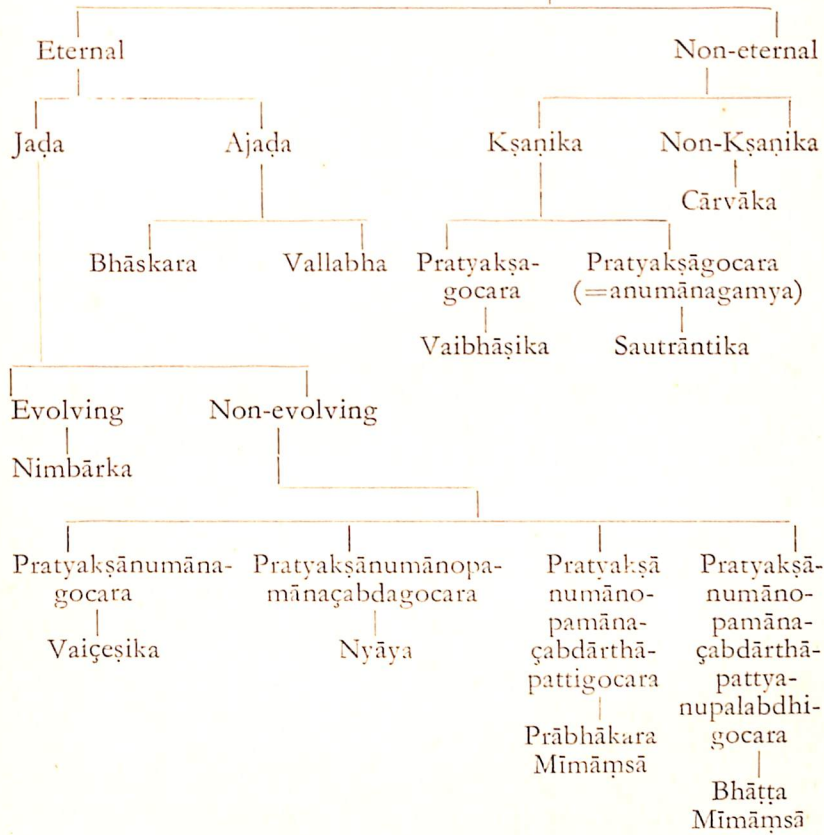 Eternal
Non-eternal
Jaḍa
Ajaḍa
Kṣaṇika
Non-Kṣaṇika
Cārvāka
Bhāskara
Vallabha
Pratyakṣa-
gocara
Pratyakṣāgocara
(=anumānagamya)
Vaibhāṣika
Sautrāntika
Evolving
Non-evolving
Nimbārka
Pratyakṣānumāna-
gocara
Vaiçeṣika
Pratyakṣānumānopa-
mānaçabdagocara
Nyāya
Pratyakṣā
numāno-
pamāna-
çabdārthā-
pattigocara
Prābhākara
Mīmāṃsā
Pratyakṣā-
numāno-
pamāna-
çabdārthā-
pattya-
nupalabdhi-
gocara
Bhāṭṭa
Mīmāṃsā